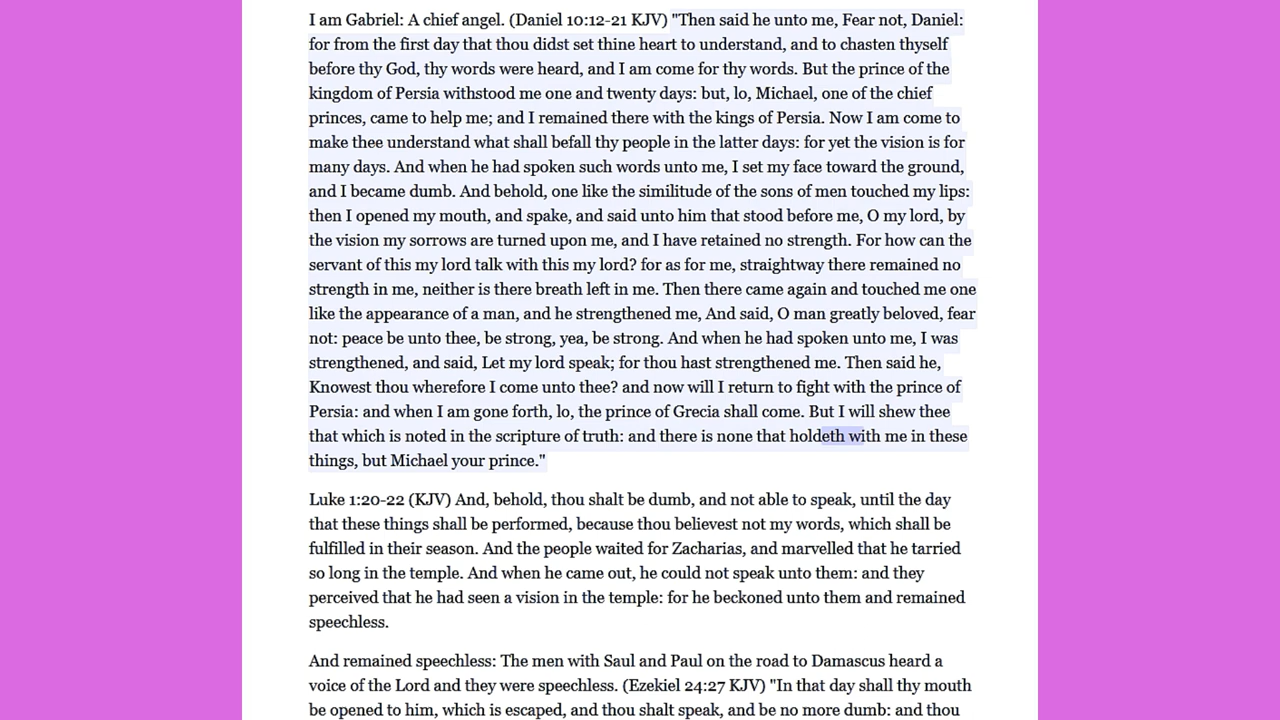 I am Gabriel: A chief angel. (Daniel 10:12-21 KJV) "Then said he unto me, Fear not, Daniel:
for from the first day that thou didst set thine heart to understand, and to chasten thyself
before thy God, thy words were heard, and I am come for thy words. But the prince of the
kingdom of Persia withstood me one and twenty days: but, lo, Michael, one of the chief
princes, came to help me; and I remained there with the kings of Persia. Now I am come to
make thee understand what shall befall thy people in the latter days: for yet the vision is for
many days. And when he had spoken such words unto me, I set my face toward the ground,
and I became dumb. And behold, one like the similitude of the sons of men touched my lips:
then I opened my mouth, and spake, and said unto him that stood before me, O my lord, by
the vision my sorrows are turned upon me, and I have retained no strength. For how can the
servant of this my lord talk with this my lord? for as for me, straightway there remained no
strength in me, neither is there breath left in me. Then there came again and touched me one
like the appearance of a man, and he strengthened me, And said, O man greatly beloved, fear
not: peace be unto thee, be strong, yea, be strong. And when he had spoken unto me, I was
strengthened, and said, Let my lord speak; for thou hast strengthened me. Then said he,
Knowest thou wherefore I come unto thee? and now will I return to fight with the prince of
Persia: and when I am gone forth, lo, the prince of Grecia shall come. But I will shew thee
that which is noted in the scripture of truth: and there is none that holdeth with me in these
things, but Michael your prince."
Luke 1:20-22 (KJV) And, behold, thou shalt be dumb, and not able to speak, until the day
that these things shall be performed, because thou believest not my words, which shall be
fulfilled in their season. And the people waited for Zacharias, and marvelled that he tarried
so long in the temple. And when he came out, he could not speak unto them: and they
perceived that he had seen a vision in the temple: for he beckoned unto them and remained
speechless.
And remained speechless: The men with Saul and Paul on the road to Damascus heard a
voice of the Lord and they were speechless. (Ezekiel 24:27 KJV) "In that day shall thy mouth
be opened to him, which is escaped, and thou shalt speak, and be no more dumb: and thou